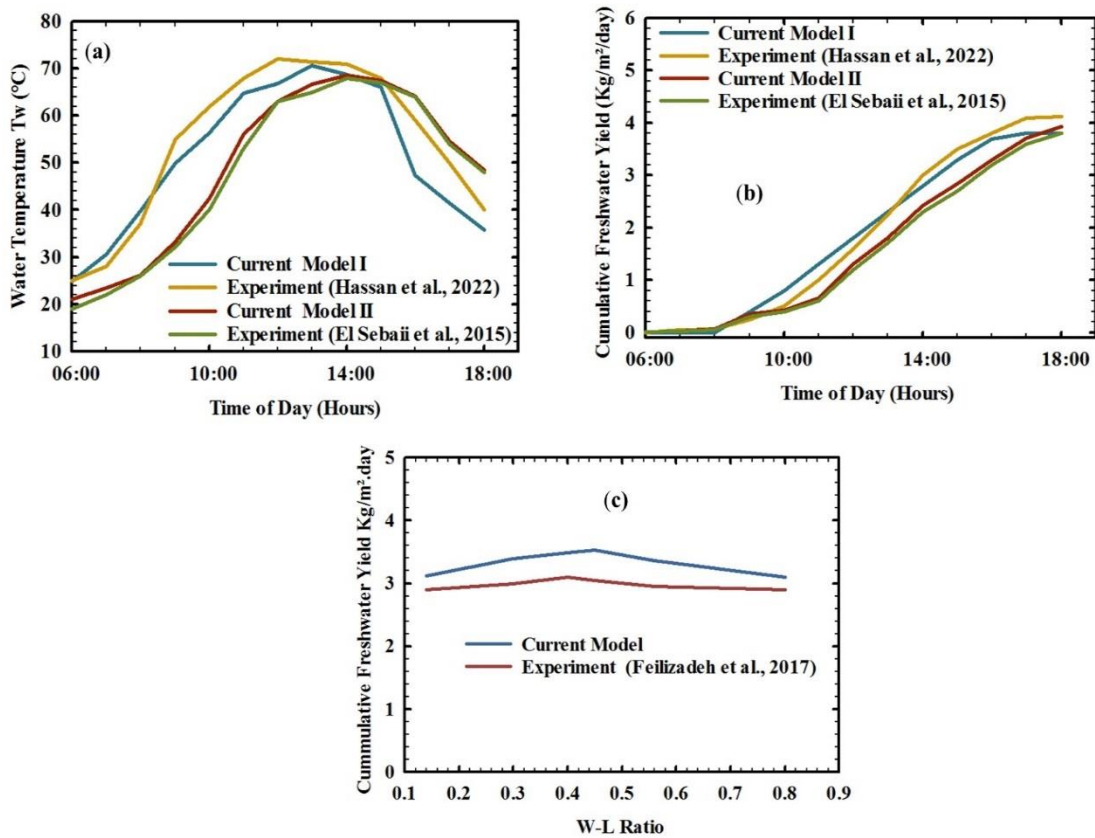 (a)
Water Temperature Tw (°C)
80
70
60
50
40
30
20
10
Current Model I
Experiment (Hassan et al., 2022)
Current Model II
Experiment (El Sebaii et al., 2015)
06:00 10:00 14:00 18:00
Time of Day (Hours)
Cumulative Freshwater Yield (Kg/m²/day)
6
5
4
3
2
1
0
Current Model I
Experiment (Hassan et al., 2022)
Current Model II
Experiment (El Sebaii et al., 2015)
(b)
06:00 10:00 14:00 18:00
Time of Day (Hours)
Cummulative Freshwater Yield Kg/m².day
5
4
3
2
1
0
(c)
Current Model
Experiment (Feilizadeh et al., 2017)
0.1 0.2 0.3 0.4 0.5 0.6 0.7 0.8 0.9
W-L Ratio